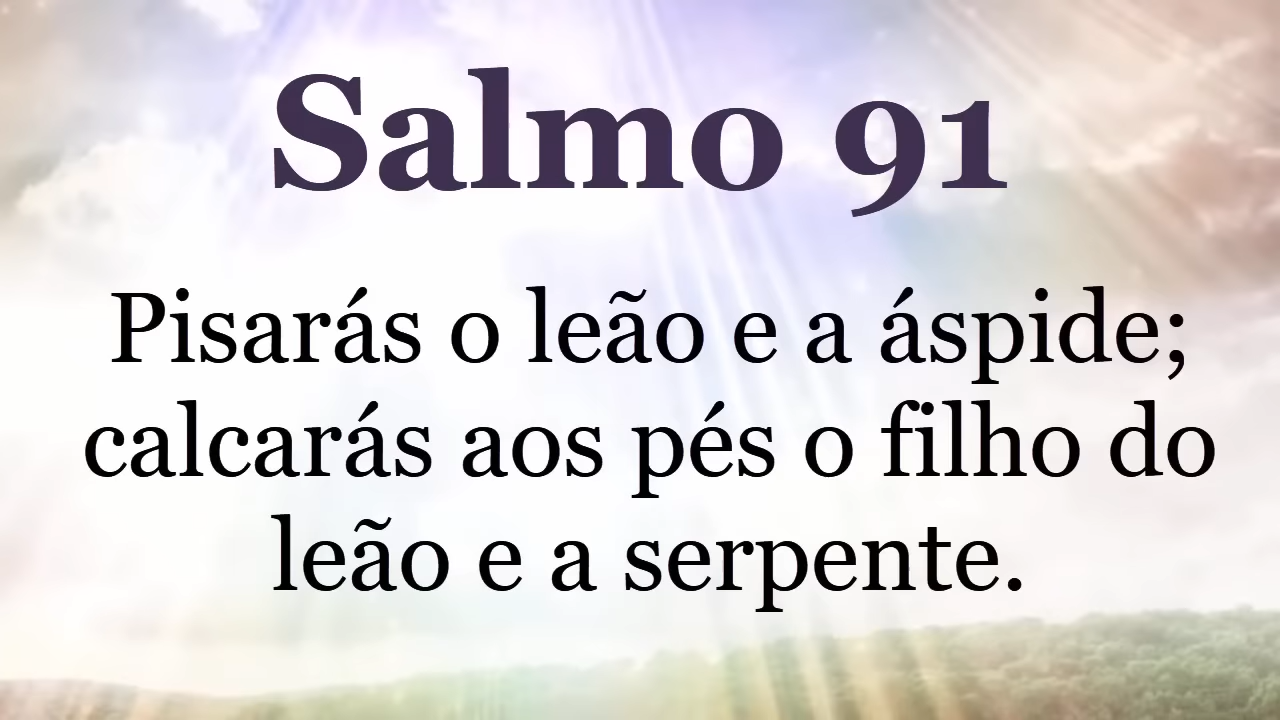 Salmo 91
Pisarás o leão e a áspide;
calcarás aos pés o filho do
leão e a serpente.